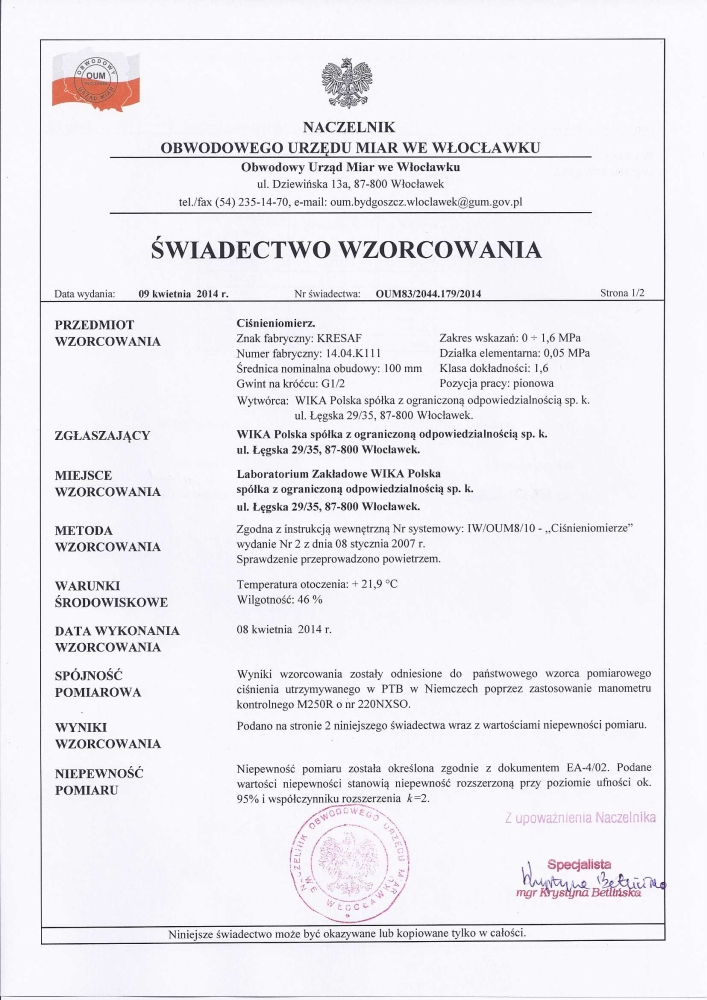 OBWODOWY
OUM
URZĄD MIAR
NACZELNIK
OBWODOWEGO URZĘDU MIAR WE WŁOCŁAWKU
Obwodowy Urząd Miar we Włocławku
ul. Dziewińska 13a, 87-800 Włocławek
tel./fax (54) 235-14-70, e-mail: oum.bydgoszcz.wloclawek@gum.gov.pl
ŚWIADECTWO WZORCOWANIA
Data wydania: 09 kwietnia 2014 r. Nr świadectwa: OUM83/2044.179/2014 Strona 1/2
PRZEDMIOT WZORCOWANIA
Ciśnieniomierz.
Znak fabryczny: KRESAF Zakres wskazań: 0 ÷ 1,6 MPa
Numer fabryczny: 14.04.K111 Działka elementarna: 0,05 MPa
Średnica nominalna obudowy: 100 mm Klasa dokładności: 1,6
Gwint na króćcu: G1/2 Pozycja pracy: pionowa
Wytwórca: WIKA Polska spółka z ograniczoną odpowiedzialnością sp. k.
ul. Łęgska 29/35, 87-800 Włocławek.
ZGŁASZAJĄCY
WIKA Polska spółka z ograniczoną odpowiedzialnością sp. k.
ul. Łęgska 29/35, 87-800 Włocławek.
MIEJSCE WZORCOWANIA
Laboratorium Zakładowe WIKA Polska
spółka z ograniczoną odpowiedzialnością sp. k.
ul. Łęgska 29/35, 87-800 Włocławek.
METODA WZORCOWANIA
Zgodna z instrukcją wewnętrzną Nr systemowy: IW/OUM8/10 - „Ciśnieniomierze”
wydanie Nr 2 z dnia 08 stycznia 2007 r.
Sprawdzenie przeprowadzono powietrzem.
WARUNKI ŚRODOWISKOWE
Temperatura otoczenia: + 21,9 °C
Wilgotność: 46 %
DATA WYKONANIA WZORCOWANIA
08 kwietnia 2014 r.
SPÓJNOŚĆ POMIAROWA
Wyniki wzorcowania zostały odniesione do państwowego wzorca pomiarowego
ciśnienia utrzymywanego w PTB w Niemczech poprzez zastosowanie manometru
kontrolnego M250R o nr 220NXSO.
WYNIKI WZORCOWANIA
Podano na stronie 2 niniejszego świadectwa wraz z wartościami niepewności pomiaru.
NIEPEWNOŚĆ POMIARU
Niepewność pomiaru została określona zgodnie z dokumentem EA-4/02. Podane
wartości niepewności stanowią niepewność rozszerzoną przy poziomie ufności ok.
95% i współczynniku rozszerzenia k=2.
NACZELNIK OBWODOWEGO URZĘDU MIAR
WE WŁOCŁAWKU
Z upoważnienia Naczelnika
Specjalista
mgr Krystyna Betlińska
Niniejsze świadectwo może być okazywane lub kopiowane tylko w całości.